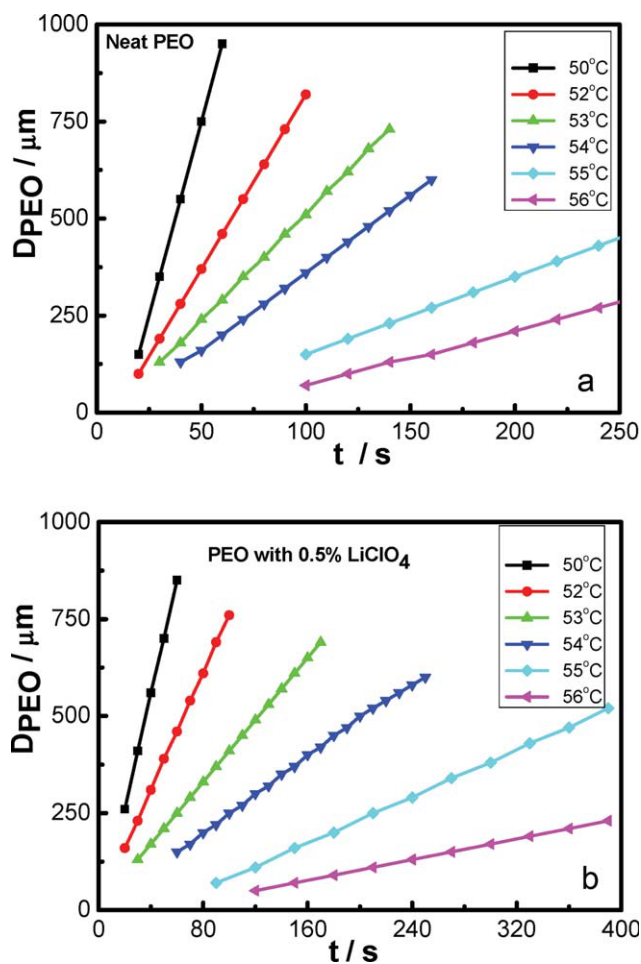 1000
Neat PEO
50°C
52°C
53°C
54°C
55°C
56°C
750
500
250
0
DPEO / μm
a
0 50 100 150 200 250
t / s
1000
PEO with 0.5% LiClO4
50°C
52°C
53°C
54°C
55°C
56°C
750
500
250
0
DPEO / μm
b
0 80 160 240 320 400
t / s